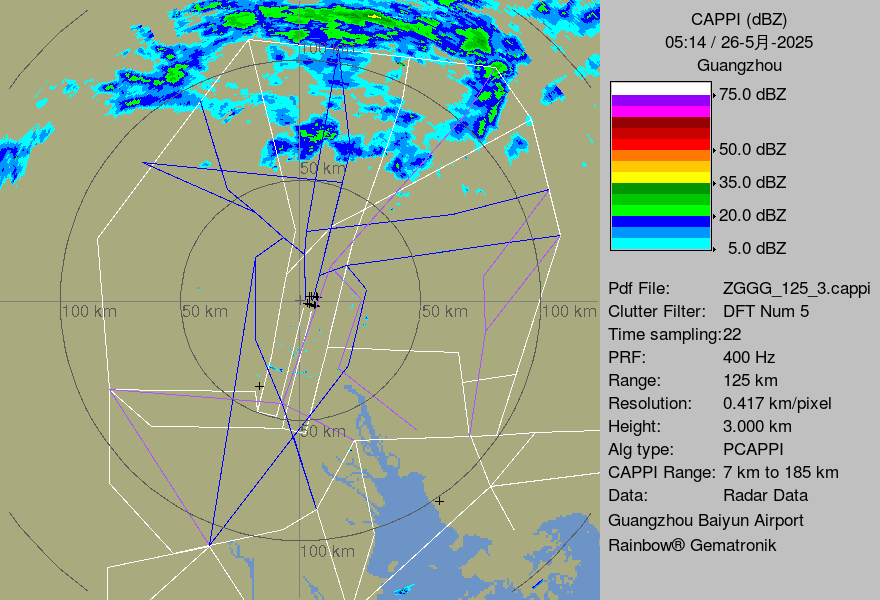 100 km
50 km
100 km
50 km
50 km
100 km
50 km
100 km
CAPPI (dBZ)
05:14 / 26-5月-2025
Guangzhou
75.0 dBZ
50.0 dBZ
35.0 dBZ
20.0 dBZ
5.0 dBZ
Pdf File: ZGGG_125_3.cappi
Clutter Filter: DFT Num 5
Time sampling:22
PRF: 400 Hz
Range: 125 km
Resolution: 0.417 km/pixel
Height: 3.000 km
Alg type: PCAPPI
CAPPI Range: 7 km to 185 km
Data: Radar Data
Guangzhou Baiyun Airport
Rainbow® Gematronik